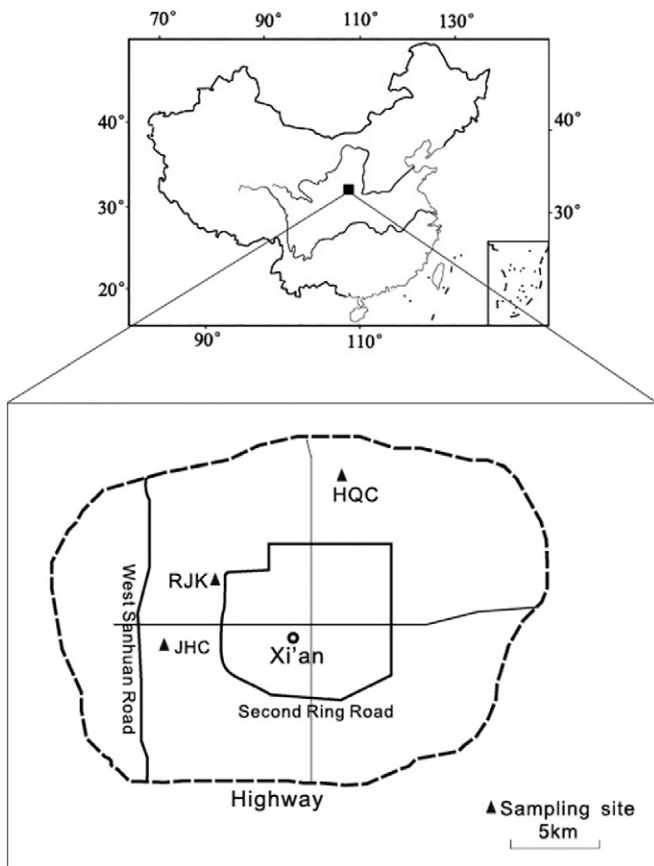 70° 90° 110° 130°
40° 40°
30° 30°
20°
90° 110°
HQC
RJK
West Sanhuan Road
JHC
Xi'an
Second Ring Road
Highway
Sampling site
5km